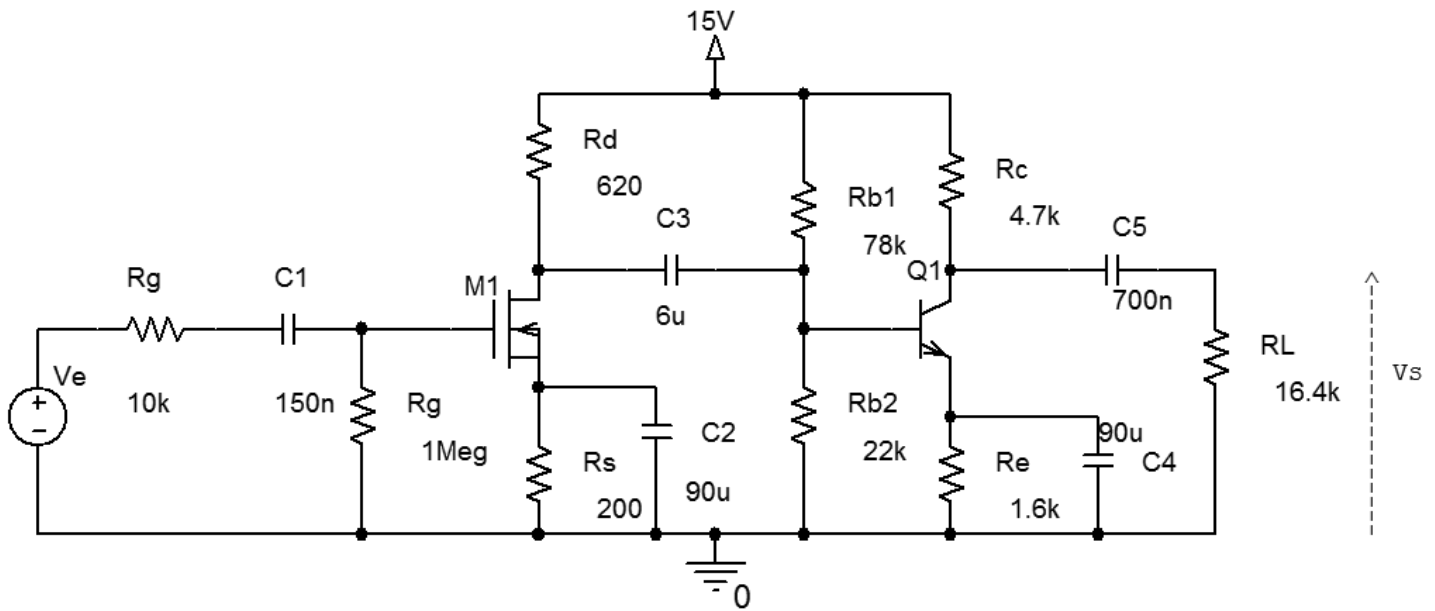 15V
Rd
620
Rb1
78k
Rc
4.7k
C3
6u
C5
700n
Q1
M1
Rg
10k
C1
150n
Ve
+
−
Rg
1Meg
Rs
200
C2
90u
Rb2
22k
Re
1.6k
90u
C4
RL
16.4k
Vs
0